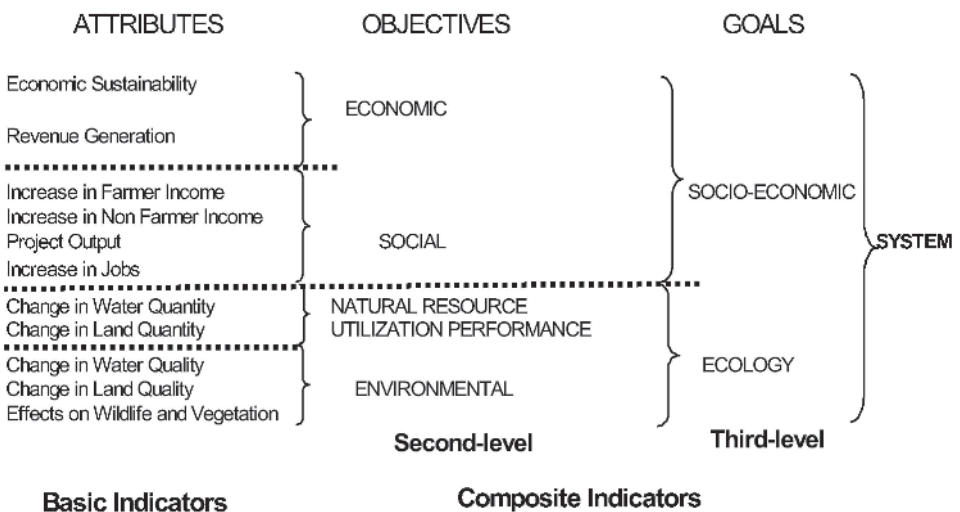 ATTRIBUTES OBJECTIVES GOALS
Economic Sustainability
ECONOMIC
Revenue Generation
Increase in Farmer Income
SOCIO-ECONOMIC
Increase in Non Farmer Income
Project Output SOCIAL SYSTEM
Increase in Jobs
Change in Water Quantity NATURAL RESOURCE
Change in Land Quantity UTILIZATION PERFORMANCE
Change in Water Quality ECOLOGY
Change in Land Quality ENVIRONMENTAL
Effects on Wildlife and Vegetation
Second-level Third-level
Basic Indicators Composite Indicators